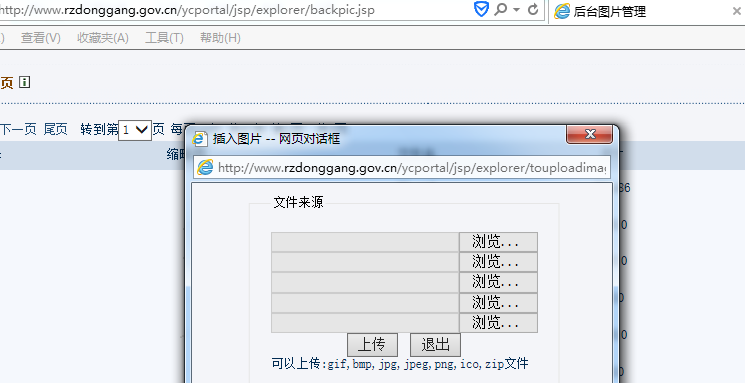 http://www.rzdonggang.gov.cn/ycportal/jsp/explorer/backpic.jsp
后台图片管理
查看(V) 收藏夹(A) 工具(T) 帮助(H)
页
下一页 尾页 转到第 1 页 每
插入图片 -- 网页对话框
http://www.rzdonggang.gov.cn/ycportal/jsp/explorer/touploadimag
文件来源
浏览...
浏览...
浏览...
浏览...
浏览...
上传 退出
可以上传:gif,bmp,jpg,jpeg,png,ico,zip文件